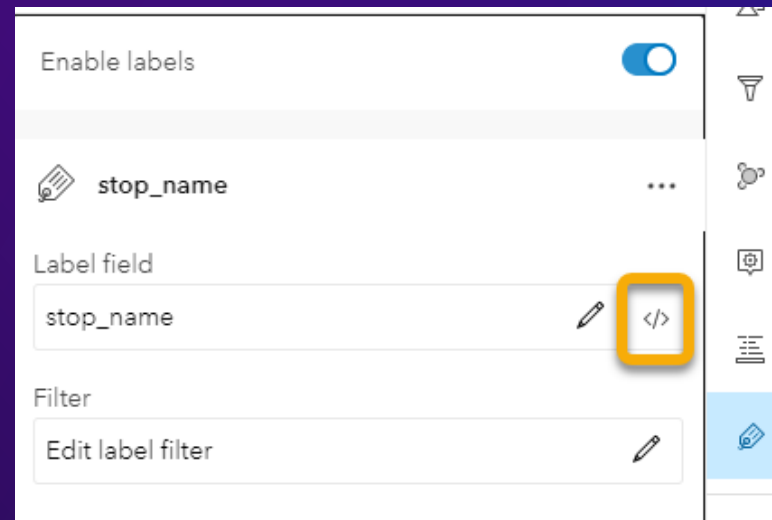 Enable labels
stop_name
Label field
stop_name </>
Filter
Edit label filter